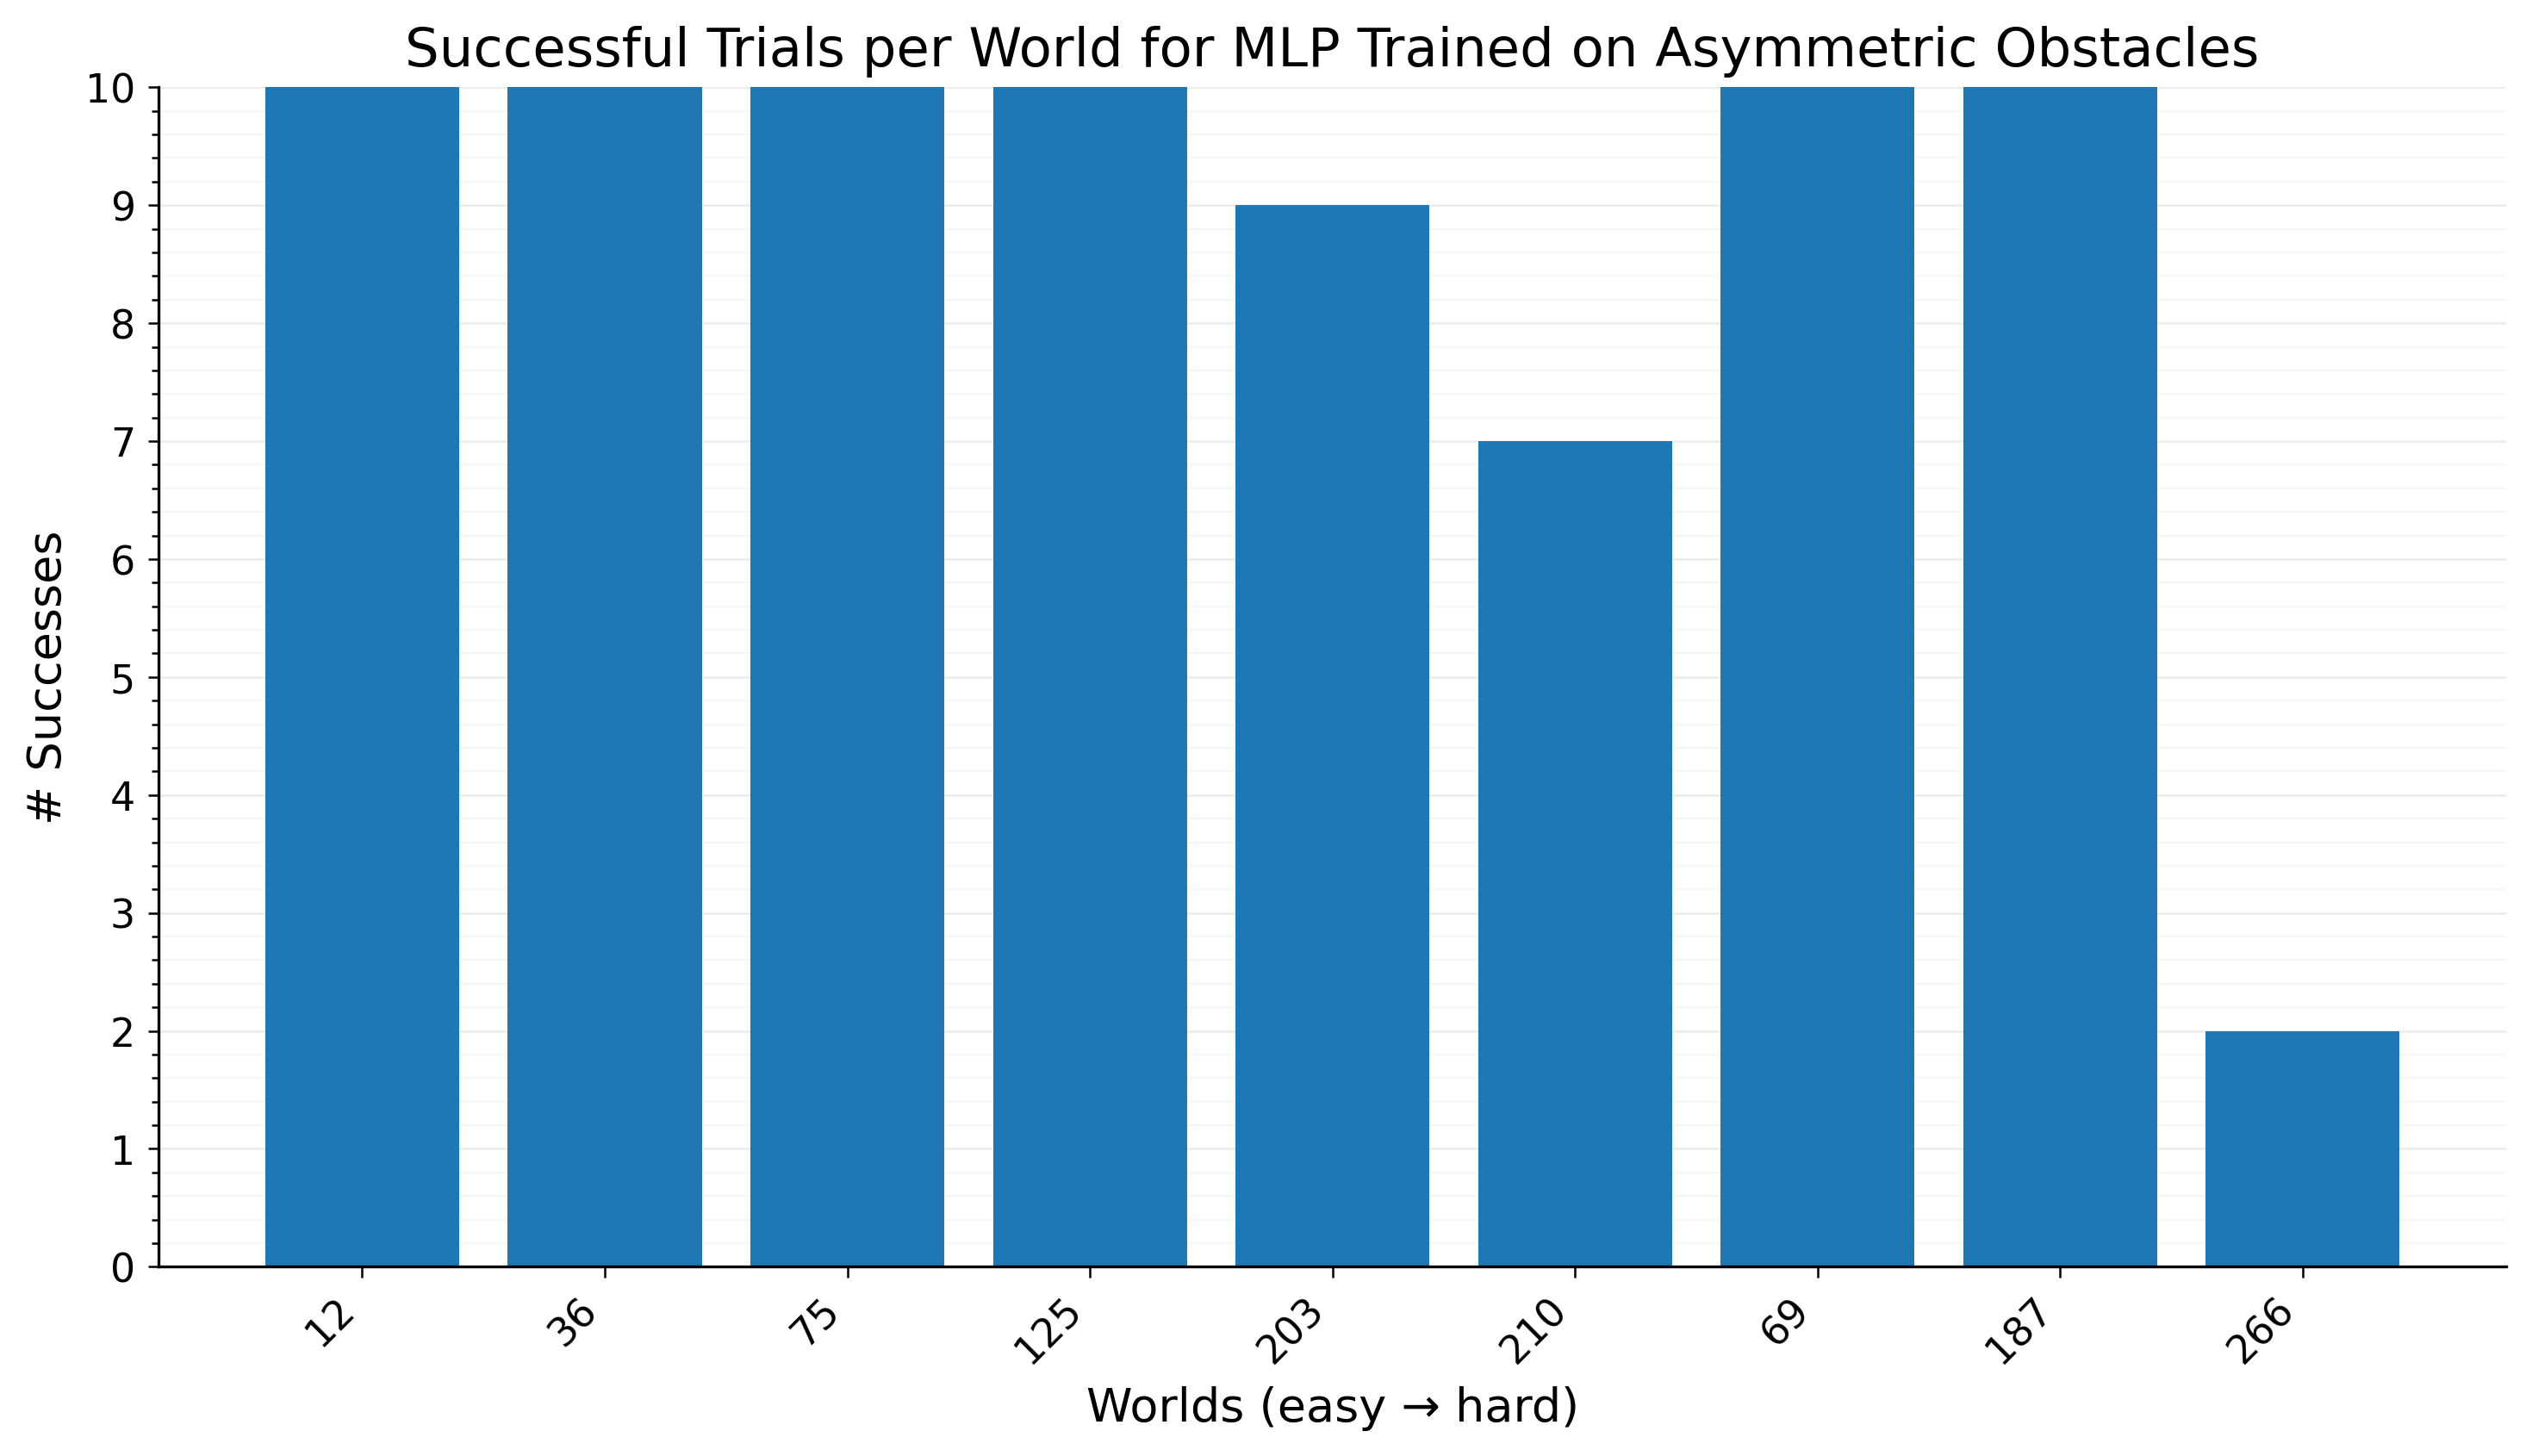 Successful Trials per World for MLP Trained on Asymmetric Obstacles
10
9
8
7
6
5
4
3
2
1
0
# Successes
12 36 75 125 203 210 69 187 266
Worlds (easy → hard)